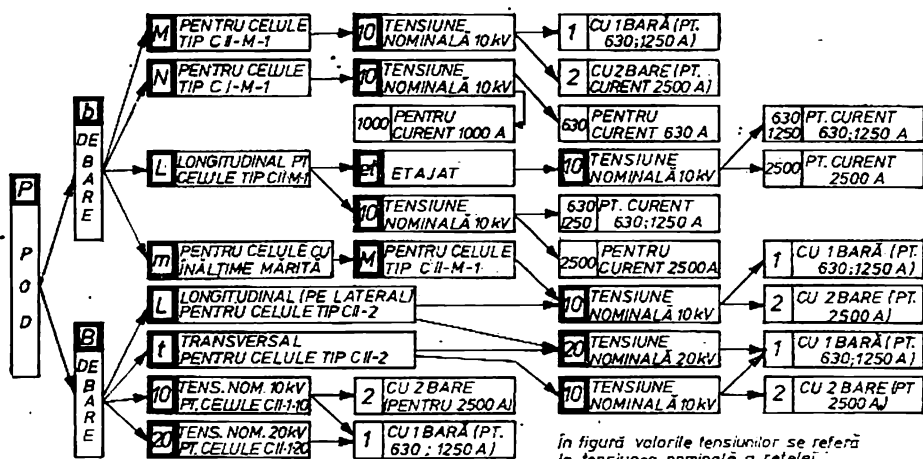 M PENTRU CELULE
TIP C II-M-1
10 TENSIUNE
NOMINALĂ 10 kV
1 CU 1 BARĂ (PT.
630;1250 A)
2 CU 2 BARE (PT.
CURENT 2500 A)
N PENTRU CELULE
TIP C I-M-1
10 TENSIUNE
NOMINALĂ 10kV
1000 PENTRU
CURENT 1000 A
630 PENTRU
CURENT 630 A
630
1250
PT. CURENT
630;1250 A
L LONGITUDINAL PT.
CELULE TIP CII-M-1
et ETAJAT
10 TENSIUNE
NOMINALĂ 10kV
2500 PT. CURENT
2500 A
10 TENSIUNE
NOMINALĂ 10kV
630
1250
PT. CURENT
630;1250 A
2500 PENTRU
CURENT 2500A
m PENTRU CELULE CU
ÎNĂLȚIME MĂRITĂ
M PENTRU CELULE
TIP C II-M-1
1 CU 1 BARĂ (PT.
630;1250A)
L LONGITUDINAL (PE LATERAL)
PENTRU CELULE TIP CII-2
10 TENSIUNE
NOMINALĂ 10kV
2 CU 2 BARE (PT.
2500 A)
t TRANSVERSAL
PENTRU CELULE TIP CII-2
20 TENSIUNE
NOMINALĂ 20kV
1 CU 1 BARĂ (PT.
630;1250A)
10 TENS. NOM. 10kV
PT. CELULE CII-1-10
2 CU 2 BARE
(PENTRU 2500 A)
10 TENSIUNE
NOMINALĂ 10 kV
2 CU 2 BARE (PT
2500 A)
20 TENS. NOM. 20kV
PT. CELULE CII-1-20
1 CU 1 BARĂ (PT.
630 ; 1250 A)
P
POD
b
DE BARE
B
DE BARE
în figură valorile tensiunilor se referă
la tensiunea nominală a rețelei